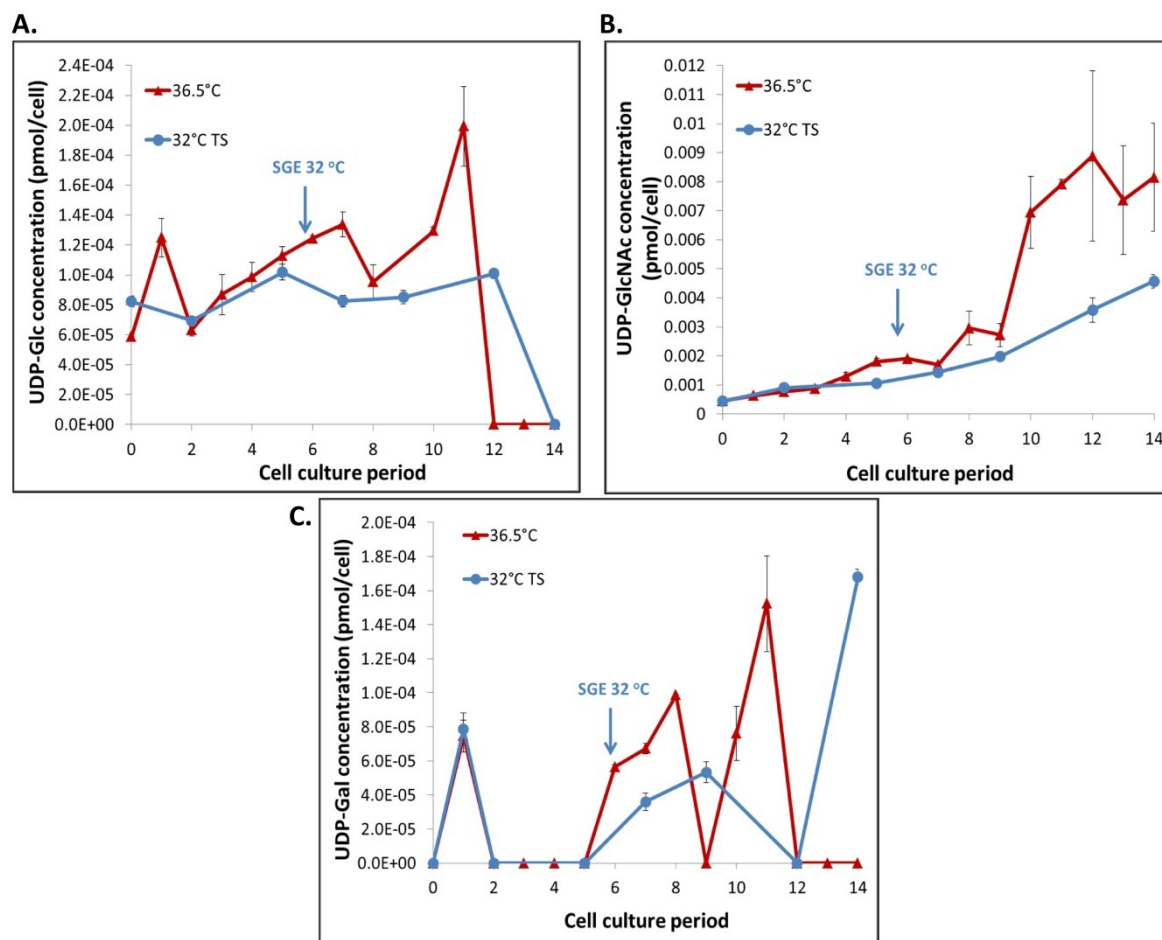 A.
UDP-Glc concentration (pmol/cell)
2.4E-04
2.2E-04
2.0E-04
1.8E-04
1.6E-04
1.4E-04
1.2E-04
1.0E-04
8.0E-05
6.0E-05
4.0E-05
2.0E-05
0.0E+00
36.5°C
32°C TS
SGE 32 °C
0 2 4 6 8 10 12 14
Cell culture period
B.
UDP-GlcNAc concentration
(pmol/cell)
0.012
0.011
0.01
0.009
0.008
0.007
0.006
0.005
0.004
0.003
0.002
0.001
0
36.5°C
32°C TS
SGE 32 °C
0 2 4 6 8 10 12 14
Cell culture period
C.
UDP-Gal concentration (pmol/cell)
2.0E-04
1.8E-04
1.6E-04
1.4E-04
1.2E-04
1.0E-04
8.0E-05
6.0E-05
4.0E-05
2.0E-05
0.0E+00
36.5°C
32°C TS
SGE 32 °C
0 2 4 6 8 10 12 14
Cell culture period